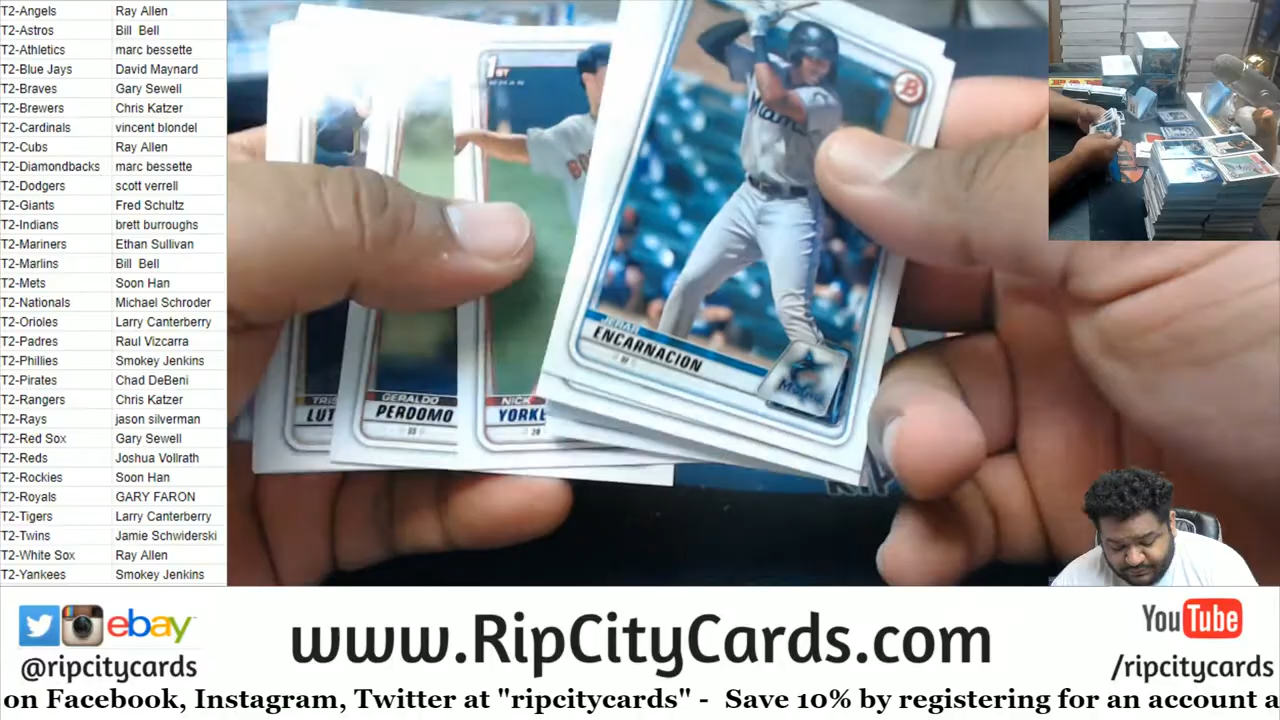 T2-Angels Ray Allen
T2-Astros Bill Bell
T2-Athletics marc bessette
T2-Blue Jays David Maynard
T2-Braves Gary Sewell
T2-Brewers Chris Katzer
T2-Cardinals vincent blondel
T2-Cubs Ray Allen
T2-Diamondbacks marc bessette
T2-Dodgers scott verrell
T2-Giants Fred Schultz
T2-Indians brett burroughs
T2-Mariners Ethan Sullivan
T2-Marlins Bill Bell
T2-Mets Soon Han
T2-Nationals Michael Schroder
T2-Orioles Larry Canterberry
T2-Padres Raul Vizcarra
T2-Phillies Smokey Jenkins
T2-Pirates Chad DeBeni
T2-Rangers Chris Katzer
T2-Rays jason silverman
T2-Red Sox Gary Sewell
T2-Reds Joshua Vollrath
T2-Rockies Soon Han
T2-Royals GARY FARON
T2-Tigers Larry Canterberry
T2-Twins Jamie Schwiderski
T2-White Sox Ray Allen
T2-Yankees Smokey Jenkins
1ST
B
JERAR
ENCARNACION
TRIS
LUT
GERALDO
PERDOMO
NICK
YORKE
ebay
@ripcitycards
www.RipCityCards.com
YouTube
/ripcitycards
on Facebook, Instagram, Twitter at "ripcitycards" - Save 10% by registering for an account a